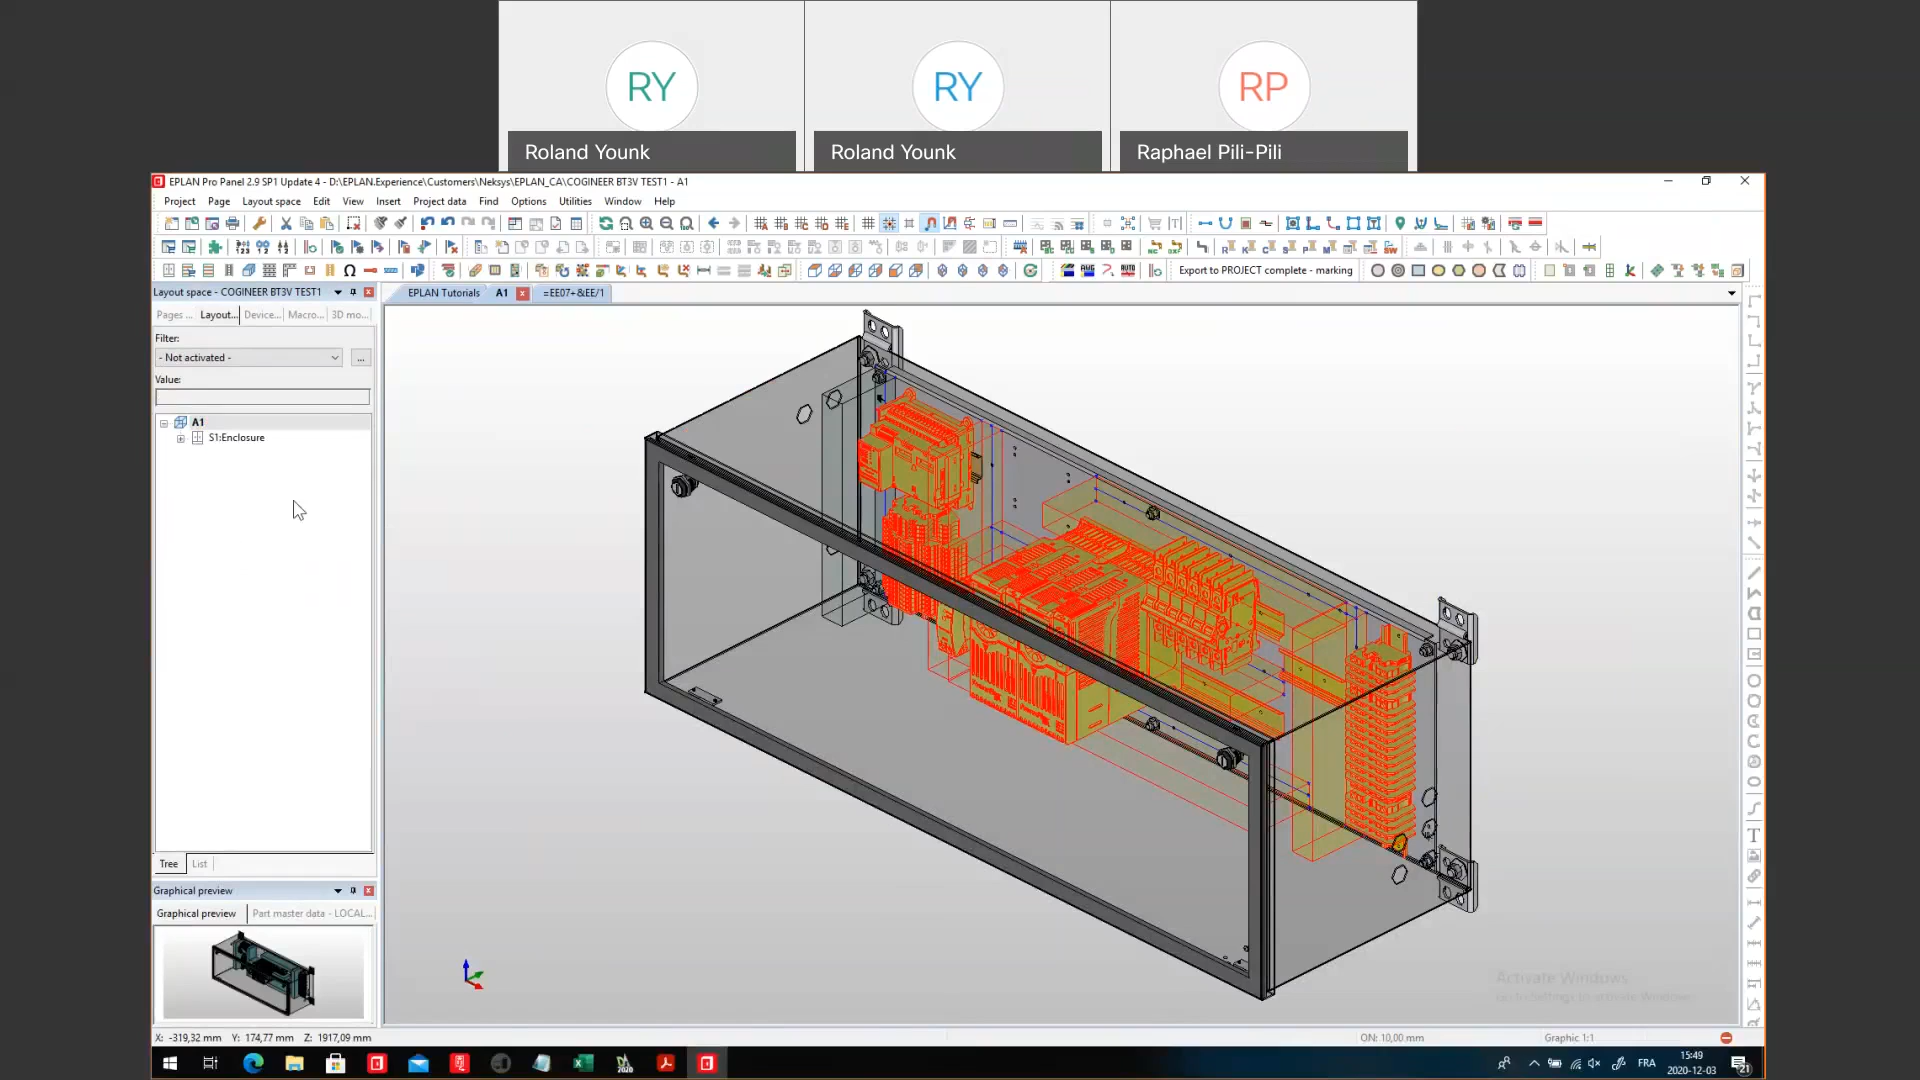 RY
RY
RP
Roland Younk
Roland Younk
Raphael Pili-Pili
EPLAN Pro Panel 2.9 SP1 Update 4 - D:\EPLAN.Experience\Customers\Neksys\EPLAN_CA\COGINEER BT3V TEST1 - A1
Project Page Layout space Edit View Insert Project data Find Options Utilities Window Help
Export to PROJECT complete - marking
Layout space - COGINEER BT3V TEST1
EPLAN Tutorials A1 =EE07+&EE/1
Pages ... Layout... Device... Macro... 3D mo...
Filter:
- Not activated -
...
Value:
A1
S1:Enclosure
Tree List
Graphical preview
Graphical preview Part master data - LOCAL...
Activate Windows
X: -319,32 mm Y: 174,77 mm Z: 1917,09 mm
ON: 10,00 mm
Graphic 1:1
FRA
15:49
2020-12-03
21